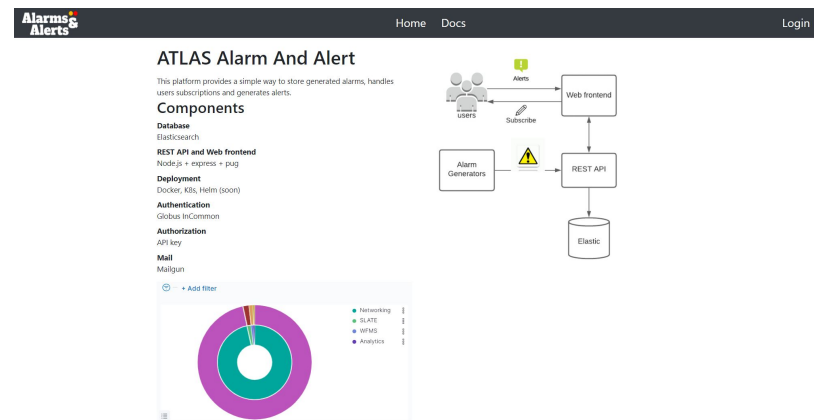 Alarms&
Alerts
Home Docs
Login
ATLAS Alarm And Alert
This platform provides a simple way to store generated alarms, handles
users subscriptions and generates alerts.
Components
Database
Elasticsearch
REST API and Web frontend
Node.js + express + pug
Deployment
Docker, K8s, Helm (soon)
Authentication
Globus InCommon
Authorization
API key
Mail
Mailgun
+ Add filter
Networking
SLATE
WFMS
Analytics
Alerts
Web frontend
users
Subscribe
Alarm
Generators
REST API
Elastic